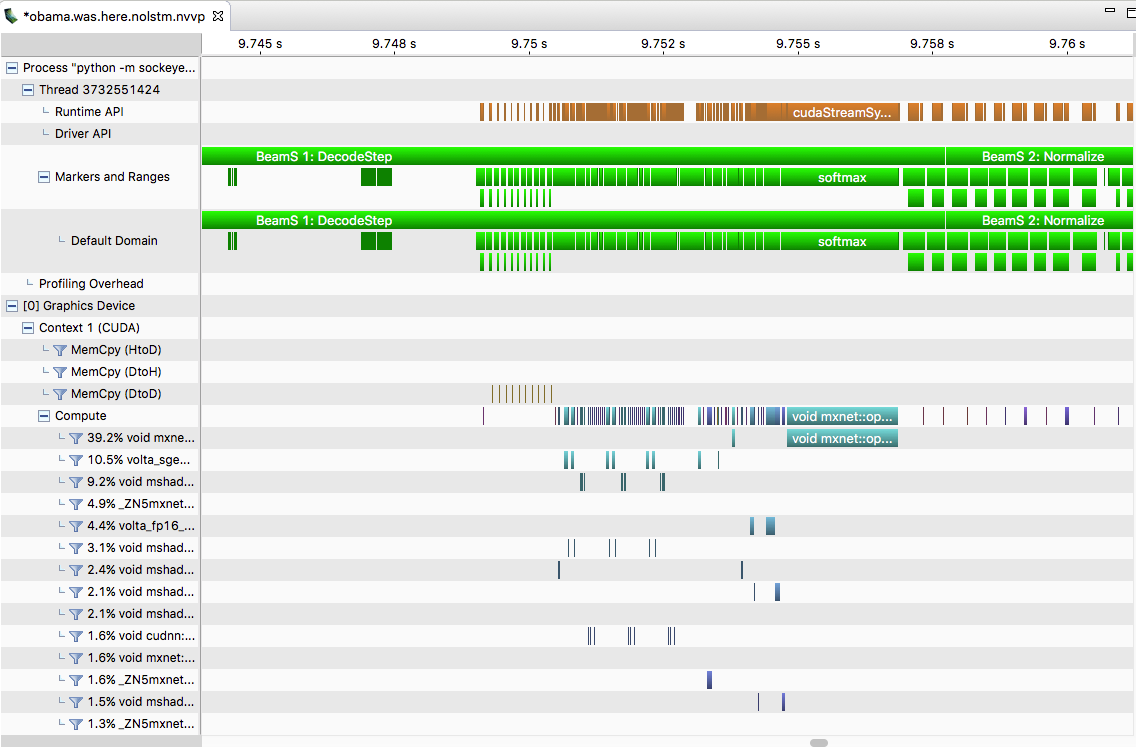 *obama.was.here.nolstm.nvvp
9.745 s 9.748 s 9.75 s 9.752 s 9.755 s 9.758 s 9.76 s
Process "python -m sockeye...
Thread 3732551424
Runtime API cudaStreamSy...
Driver API
BeamS 1: DecodeStep BeamS 2: Normalize
Markers and Ranges softmax
BeamS 1: DecodeStep BeamS 2: Normalize
Default Domain softmax
Profiling Overhead
[0] Graphics Device
Context 1 (CUDA)
MemCpy (HtoD)
MemCpy (DtoH)
MemCpy (DtoD)
Compute void mxnet::op...
39.2% void mxne... void mxnet::op...
10.5% volta_sge...
9.2% void mshad...
4.9% _ZN5mxnet...
4.4% volta_fp16_...
3.1% void mshad...
2.4% void mshad...
2.1% void mshad...
2.1% void mshad...
1.6% void cudnn:...
1.6% void mxnet:...
1.6% _ZN5mxnet...
1.5% void mshad...
1.3% _ZN5mxnet...